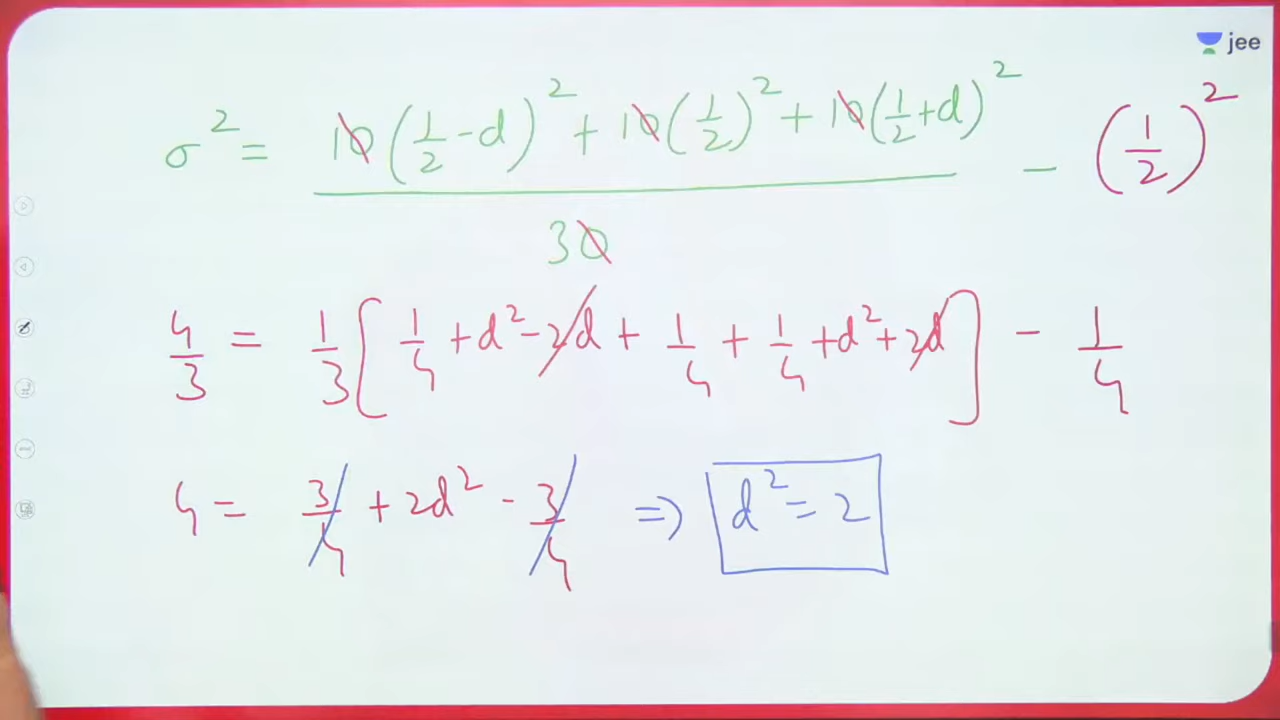 jee
σ² = (10(1/2 - d)² + 10(1/2)² + 10(1/2 + d)²)/30 - (1/2)²
4/3 = 1/3 [1/4 + d² - 2/d + 1/4 + 1/4 + d² + 2d] - 1/4
4 = 3/4 + 2d² - 3/4 ⇒ d² = 2